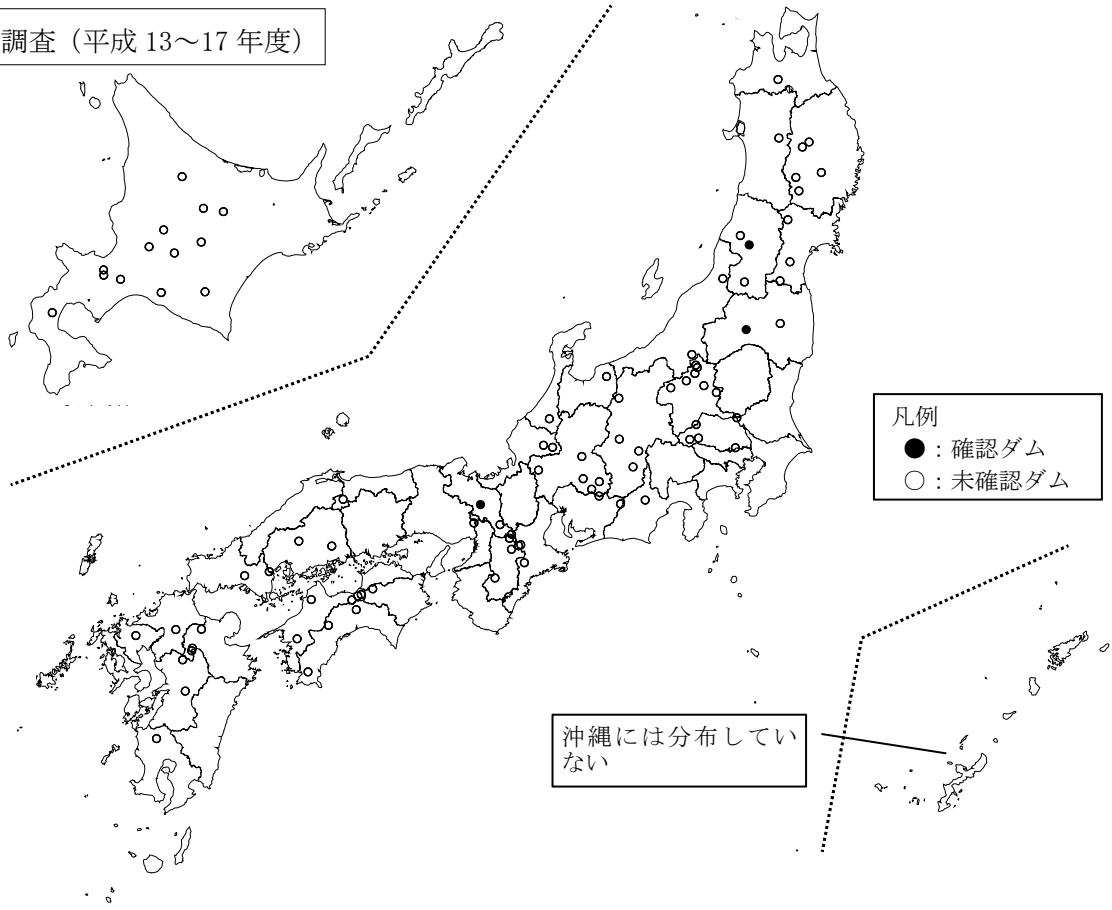 調査（平成 13～17 年度）
凡例
●：確認ダム
○：未確認ダム
沖縄には分布してい
ない